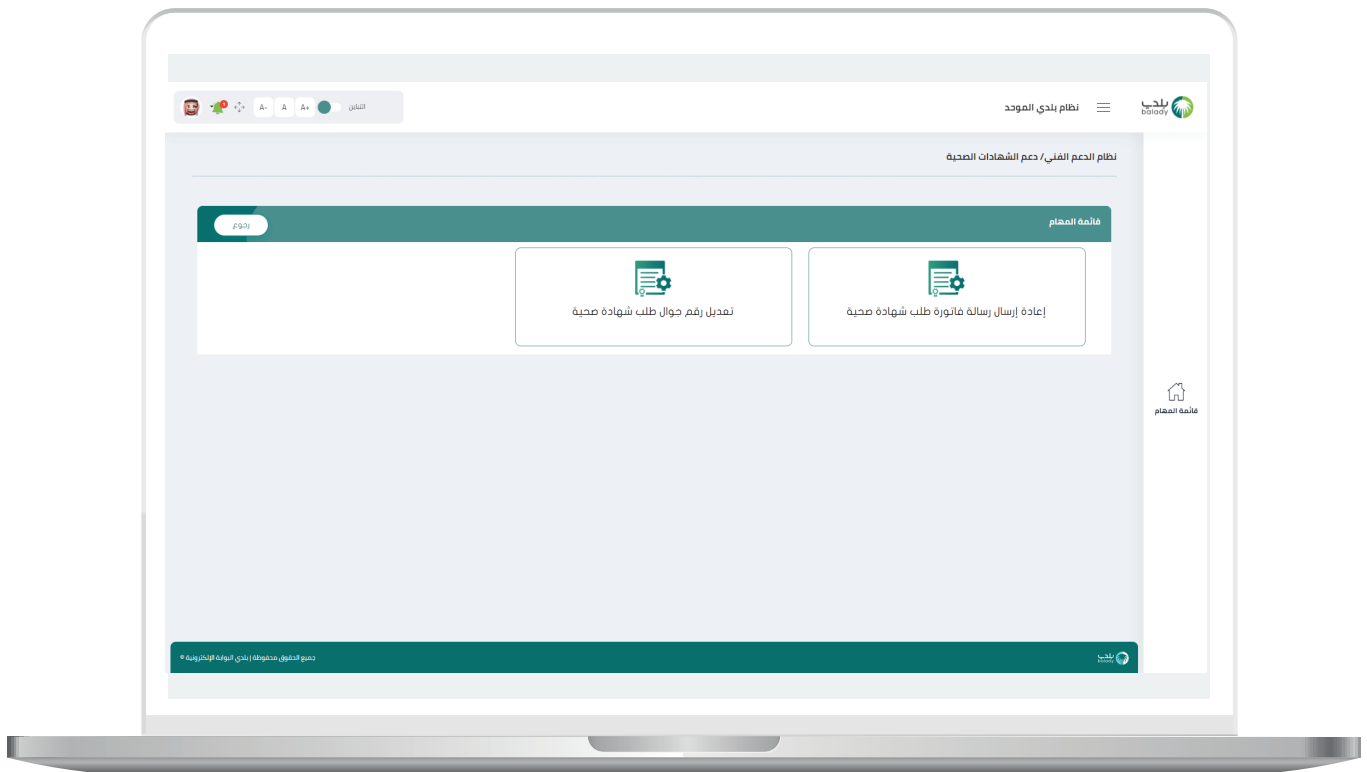 بلدي
balady
نظام بلدي الموحد
التباين
A+
A
A-
نظام الدعم الفني/ دعم الشهادات الصحية
قائمة المهام
رجوع
إعادة إرسال رسالة فاتورة طلب شهادة صحية
تعديل رقم جوال طلب شهادة صحية
قائمة المهام
بلدي
balady
جميع الحقوق محفوظة | بلدي البوابة الإلكترونية ©